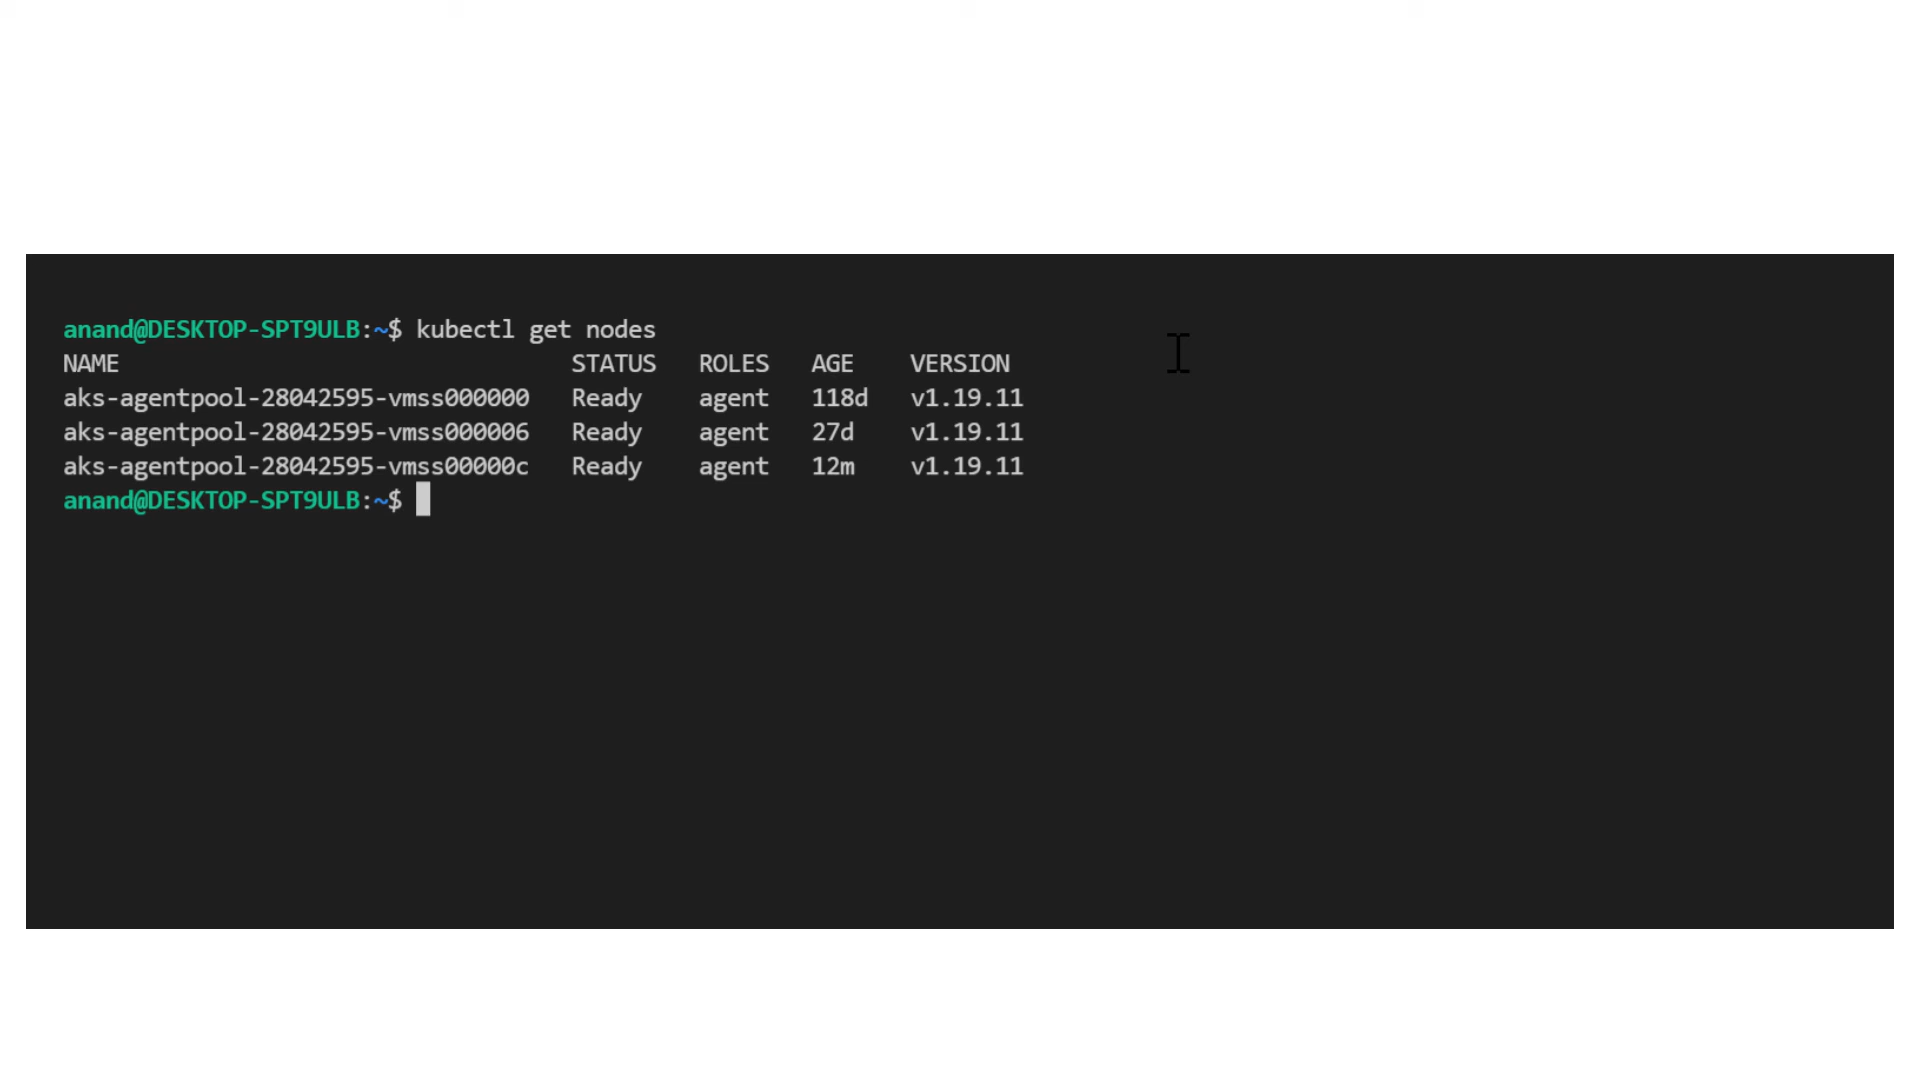 anand@DESKTOP-SPT9ULB:~$ kubectl get nodes
NAME STATUS ROLES AGE VERSION
aks-agentpool-28042595-vmss000000 Ready agent 118d v1.19.11
aks-agentpool-28042595-vmss000006 Ready agent 27d v1.19.11
aks-agentpool-28042595-vmss00000c Ready agent 12m v1.19.11
anand@DESKTOP-SPT9ULB:~$